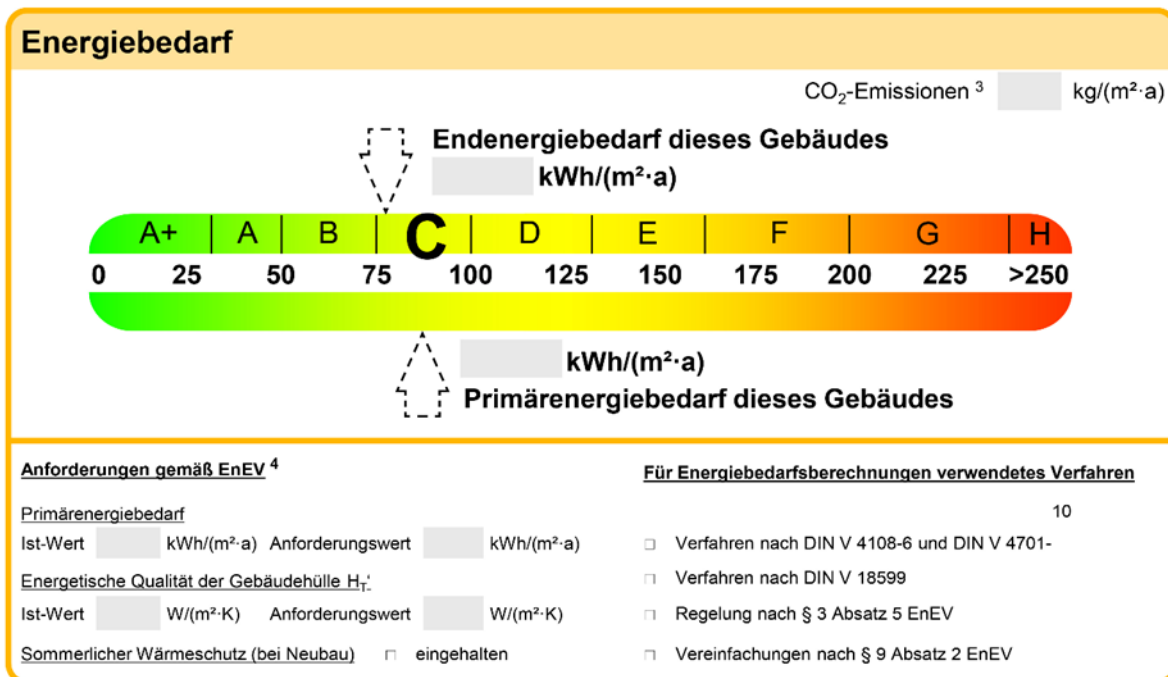 Energiebedarf
CO₂-Emissionen ³ kg/(m²·a)
Endenergiebedarf dieses Gebäudes
kWh/(m²·a)
A+ A B C D E F G H
0 25 50 75 100 125 150 175 200 225 >250
kWh/(m²·a)
Primärenergiebedarf dieses Gebäudes
Anforderungen gemäß EnEV ⁴
Primärenergiebedarf
Ist-Wert kWh/(m²·a) Anforderungswert kWh/(m²·a)
Energetische Qualität der Gebäudehülle H_T'
Ist-Wert W/(m²·K) Anforderungswert W/(m²·K)
Sommerlicher Wärmeschutz (bei Neubau) □ eingehalten
Für Energiebedarfsberechnungen verwendetes Verfahren
10
□ Verfahren nach DIN V 4108-6 und DIN V 4701-
□ Verfahren nach DIN V 18599
□ Regelung nach § 3 Absatz 5 EnEV
□ Vereinfachungen nach § 9 Absatz 2 EnEV